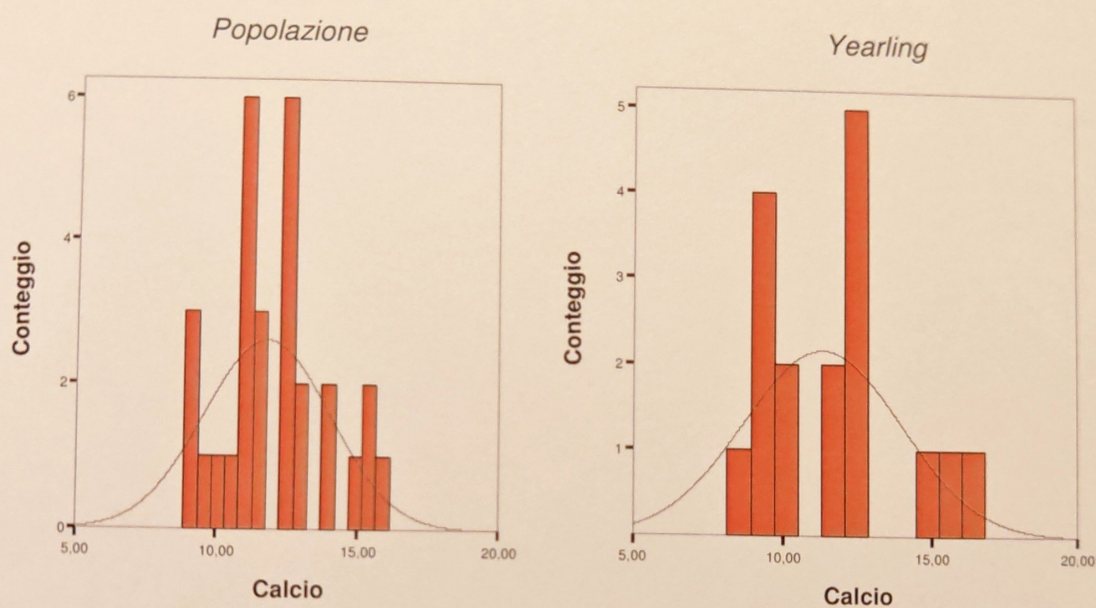 Popolazione
6
4
2
0
5,00
10,00
15,00
20,00
Conteggio
Calcio
Yearling
5
4
3
2
1
5,00
10,00
15,00
20,00
Conteggio
Calcio